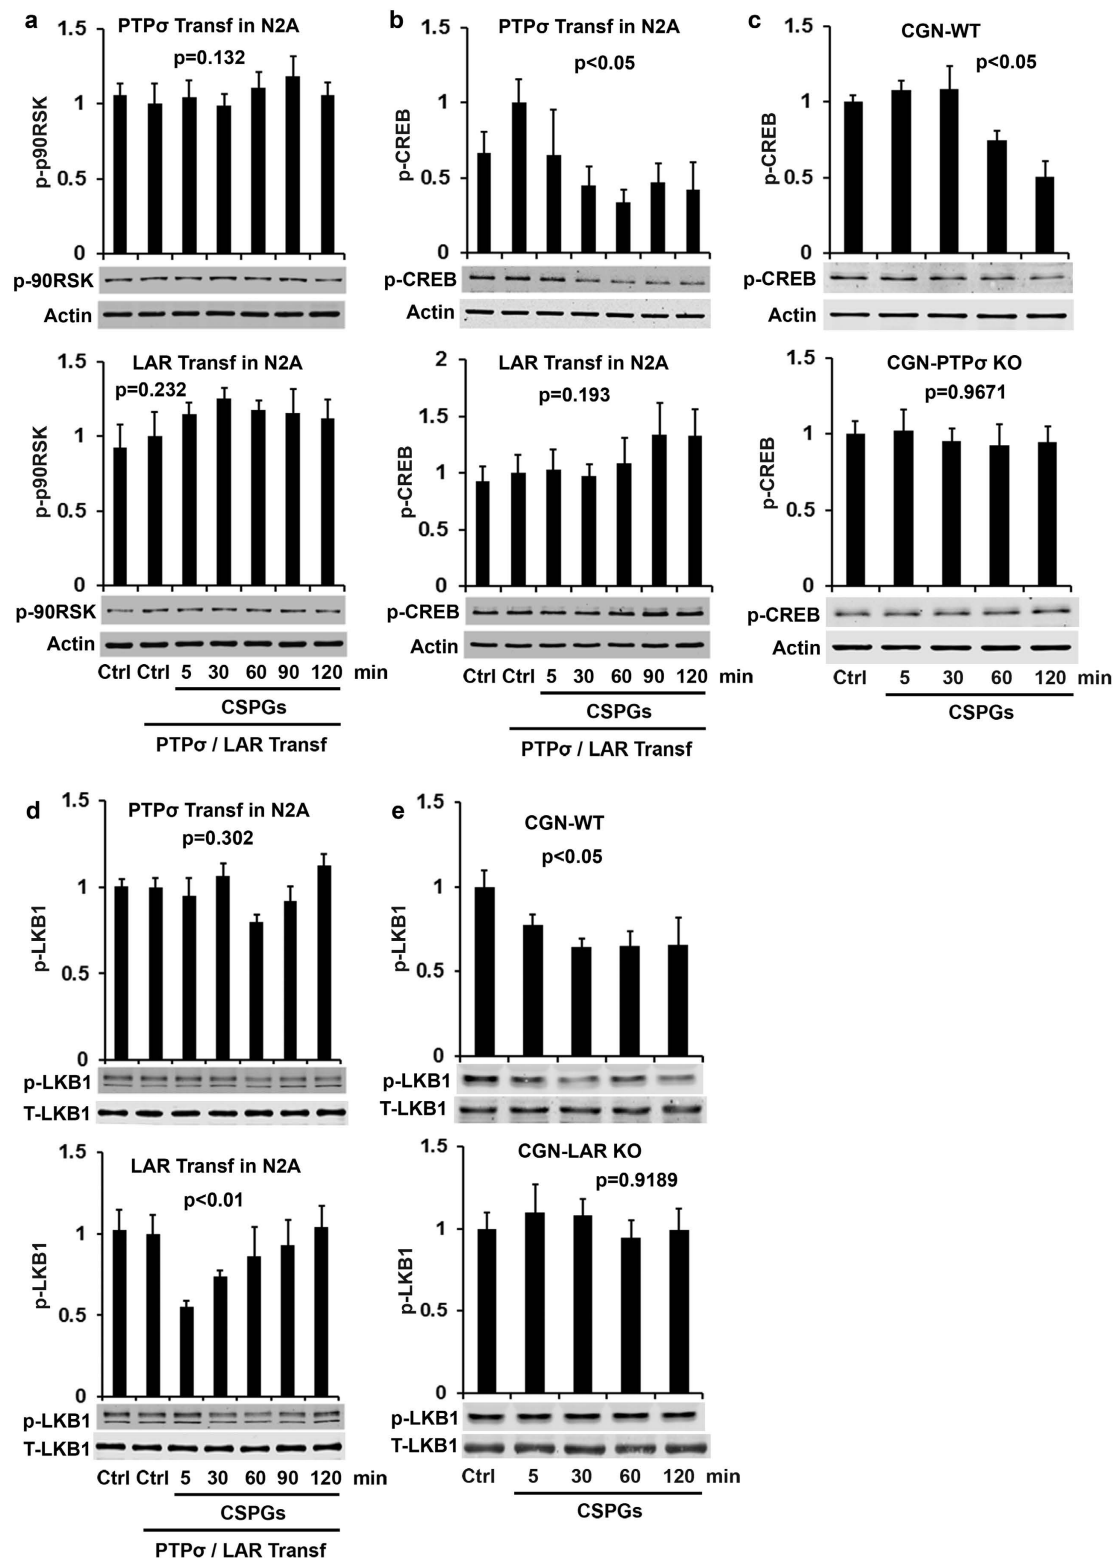 a
PTPσ Transf in N2A
p=0.132
1.5
1
0.5
0
p-p90RSK
p-90RSK
Actin
LAR Transf in N2A
p=0.232
1.5
1
0.5
0
p-p90RSK
p-90RSK
Actin
Ctrl Ctrl 5 30 60 90 120 min
CSPGs
PTPσ / LAR Transf
b
PTPσ Transf in N2A
p<0.05
1.5
1
0.5
0
p-CREB
p-CREB
Actin
LAR Transf in N2A
p=0.193
2
1.5
1
0.5
0
p-CREB
p-CREB
Actin
Ctrl Ctrl 5 30 60 90 120 min
CSPGs
PTPσ / LAR Transf
c
CGN-WT
p<0.05
1.5
1
0.5
0
p-CREB
p-CREB
Actin
CGN-PTPσ KO
p=0.9671
1.5
1
0.5
0
p-CREB
p-CREB
Actin
Ctrl 5 30 60 120 min
CSPGs
d
PTPσ Transf in N2A
p=0.302
1.5
1
0.5
0
p-LKB1
p-LKB1
T-LKB1
LAR Transf in N2A
p<0.01
1.5
1
0.5
0
p-LKB1
p-LKB1
T-LKB1
Ctrl Ctrl 5 30 60 90 120 min
CSPGs
PTPσ / LAR Transf
e
CGN-WT
p<0.05
1.5
1
0.5
0
p-LKB1
p-LKB1
T-LKB1
CGN-LAR KO
p=0.9189
1.5
1
0.5
0
p-LKB1
p-LKB1
T-LKB1
Ctrl 5 30 60 120 min
CSPGs